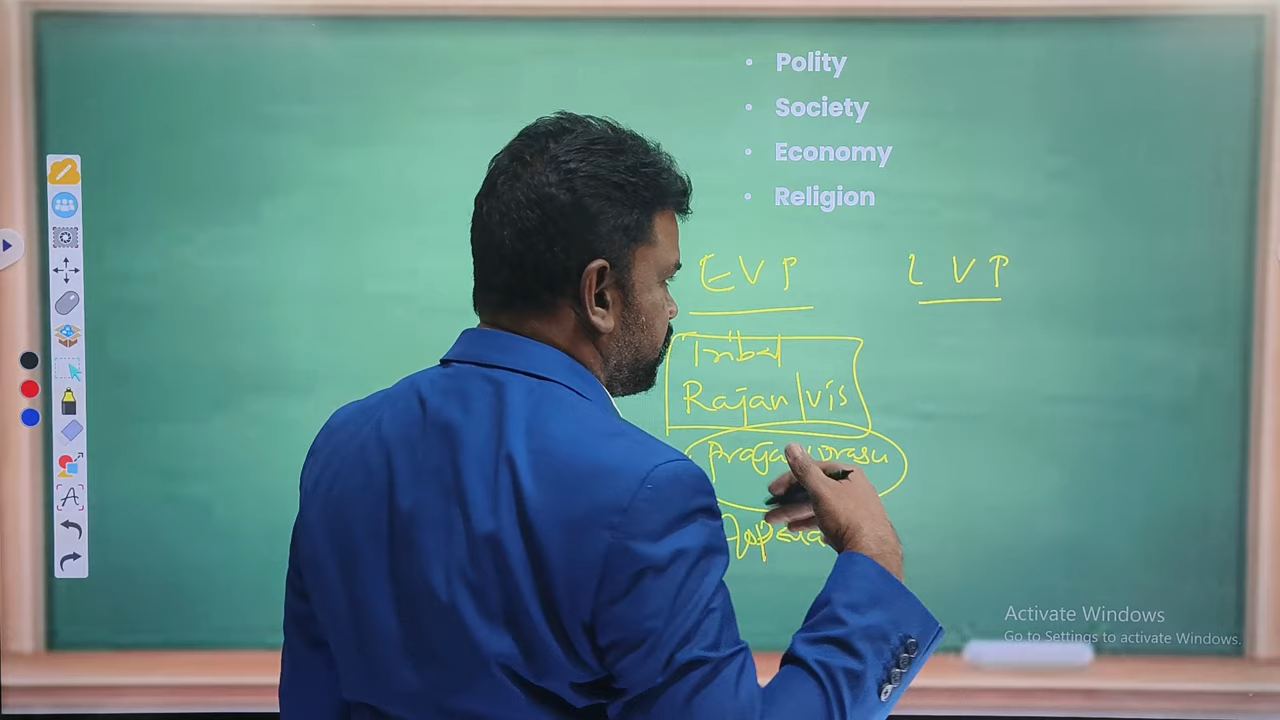 • Polity
• Society
• Economy
• Religion
EVP LVP
Tribal
Rajan/vis
Activate Windows
Go to Settings to activate Windows.